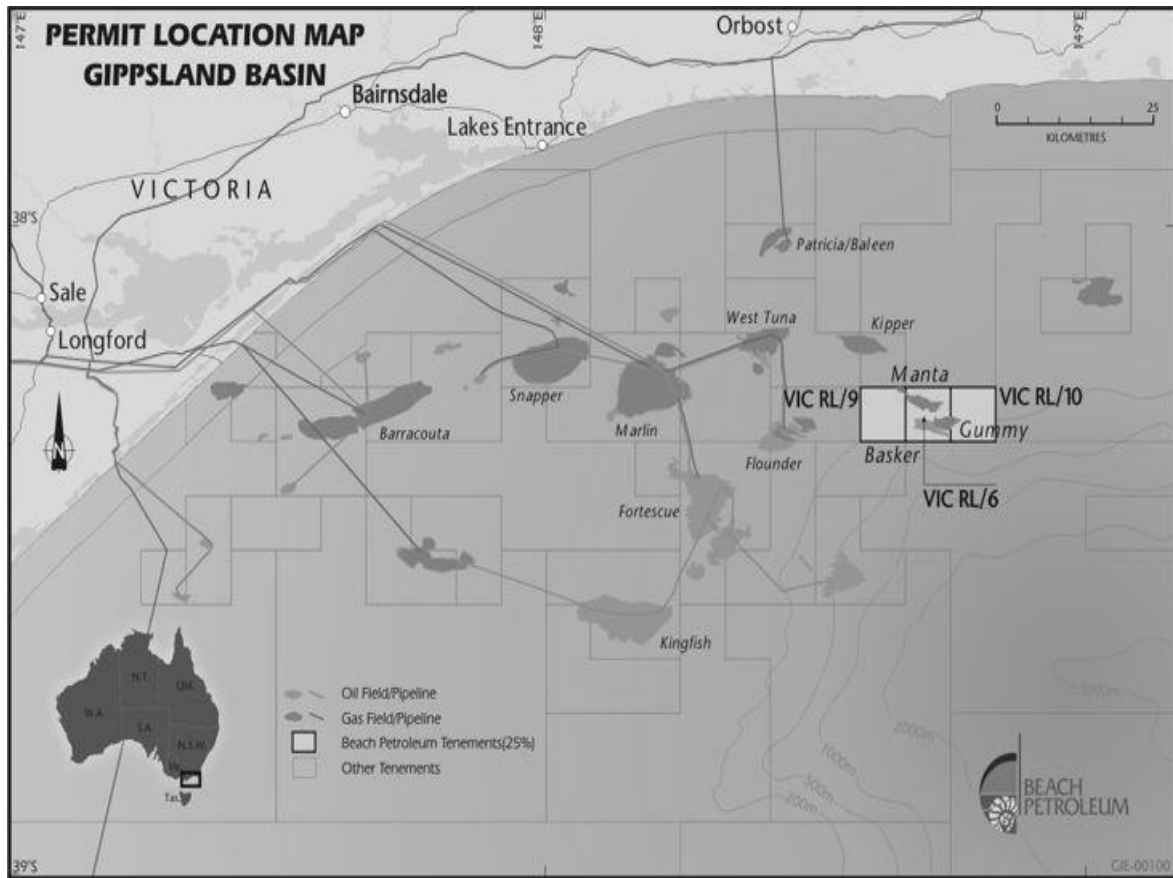 147°E
148°E
149°E
PERMIT LOCATION MAP
GIPPSLAND BASIN
Orbost
Bairnsdale
Lakes Entrance
0 25
KILOMETRES
VICTORIA
38°S
Patricia/Baleen
Sale
Longford
West Tuna
Kipper
Manta
Snapper
VIC RL/9
VIC RL/10
Marlin
Barracouta
Gummy
Flounder
Basker
VIC RL/6
Fortescue
N
Kingfish
N.T.
QLD.
W.A.
S.A.
N.S.W.
Vic
Tas.
Oil Field/Pipeline
Gas Field/Pipeline
Beach Petroleum Tenements(25%)
Other Tenements
3000m
2000m
1000m
500m
200m
BEACH
PETROLEUM
39°S
GIE-00100